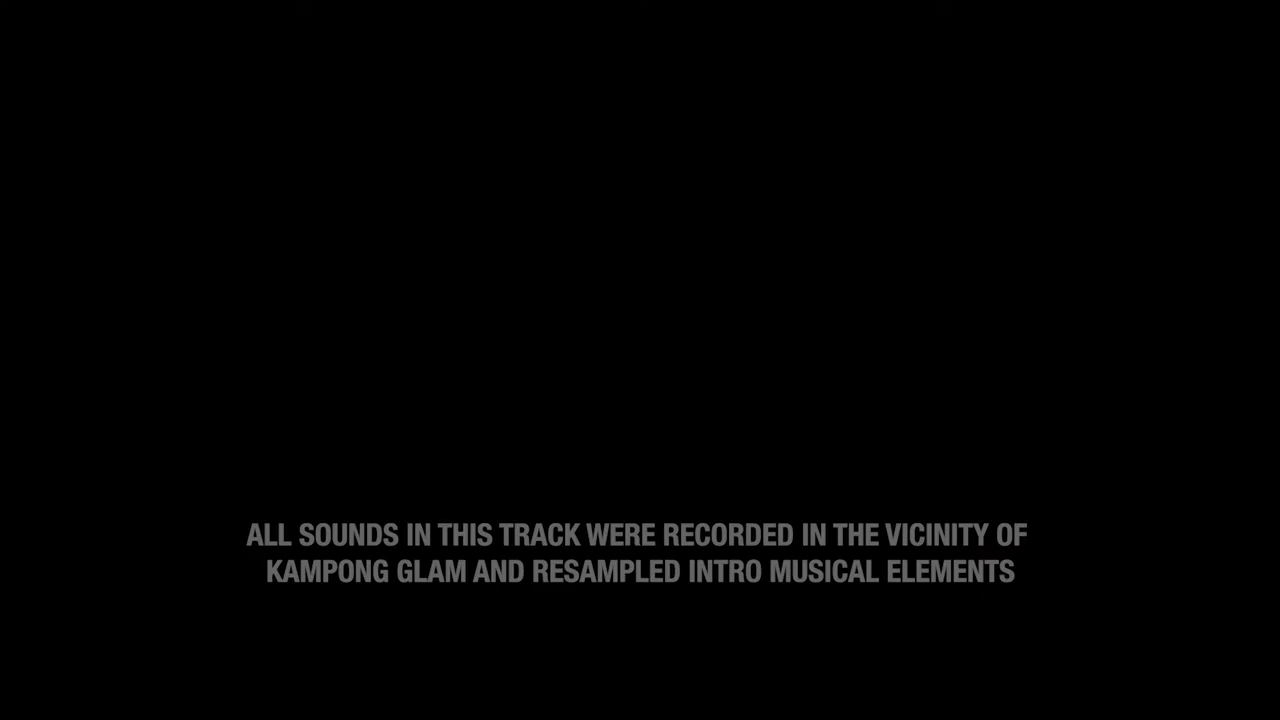 ALL SOUNDS IN THIS TRACK WERE RECORDED IN THE VICINITY OF
KAMPONG GLAM AND RESAMPLED INTRO MUSICAL ELEMENTS